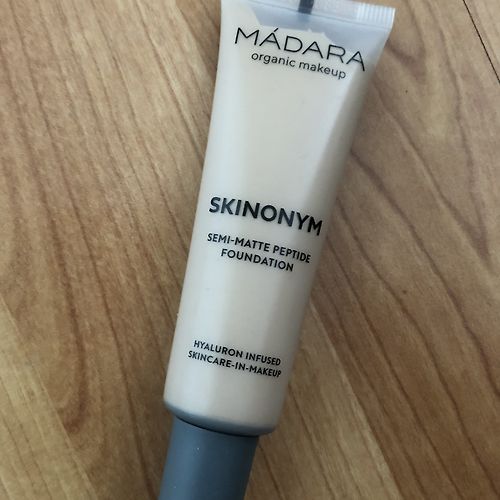 MÁDARA
organic makeup
SKINONYM
SEMI-MATTE PEPTIDE
FOUNDATION
HYALURON INFUSED
SKINCARE-IN-MAKEUP